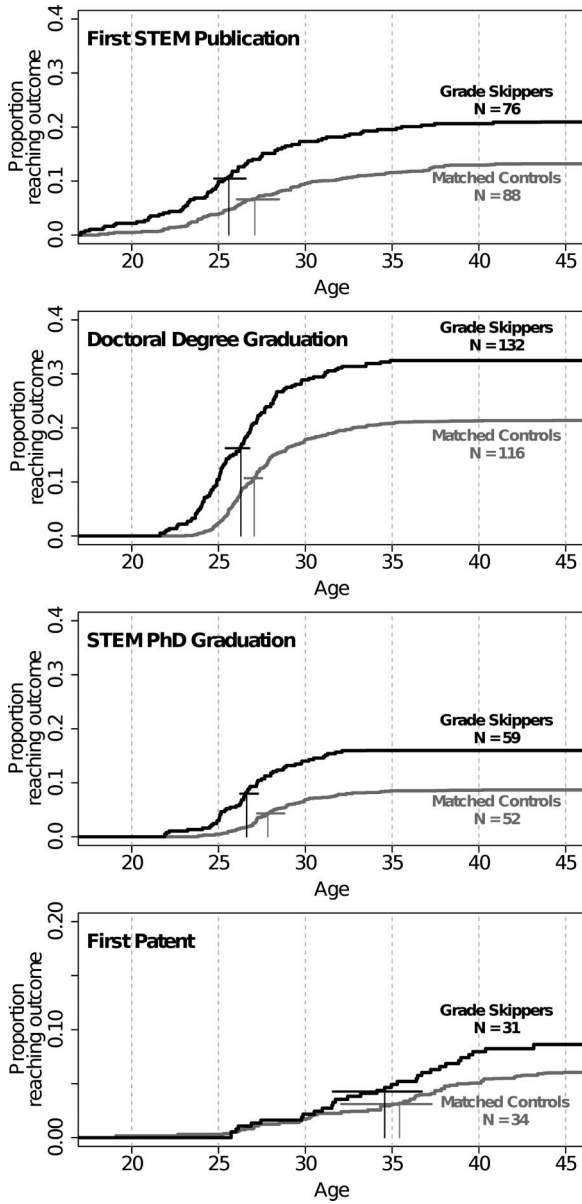 Proportion
reaching outcome
0.0
0.1
0.2
0.3
0.4
First STEM Publication
Grade Skippers
N = 76
Matched Controls
N = 88
20 25 30 35 40 45
Age
Proportion
reaching outcome
0.0
0.1
0.2
0.3
0.4
Doctoral Degree Graduation
Grade Skippers
N = 132
Matched Controls
N = 116
20 25 30 35 40 45
Age
Proportion
reaching outcome
0.0
0.1
0.2
0.3
0.4
STEM PhD Graduation
Grade Skippers
N = 59
Matched Controls
N = 52
20 25 30 35 40 45
Age
Proportion
reaching outcome
0.00
0.10
0.20
First Patent
Grade Skippers
N = 31
Matched Controls
N = 34
20 25 30 35 40 45
Age